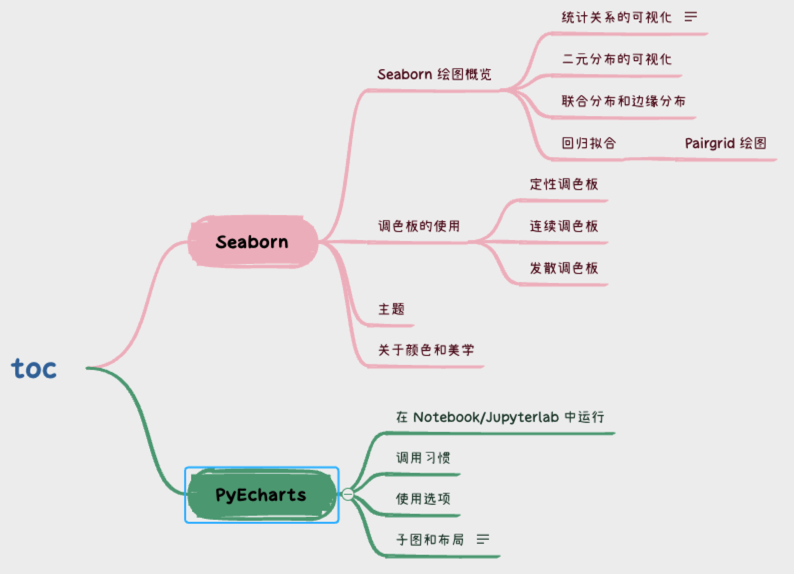 toc
Seaborn
Seaborn 绘图概览
统计关系的可视化
二元分布的可视化
联合分布和边缘分布
回归拟合
Pairgrid 绘图
调色板的使用
定性调色板
连续调色板
发散调色板
主题
关于颜色和美学
PyEcharts
在 Notebook/Jupyterlab 中运行
调用习惯
使用选项
子图和布局